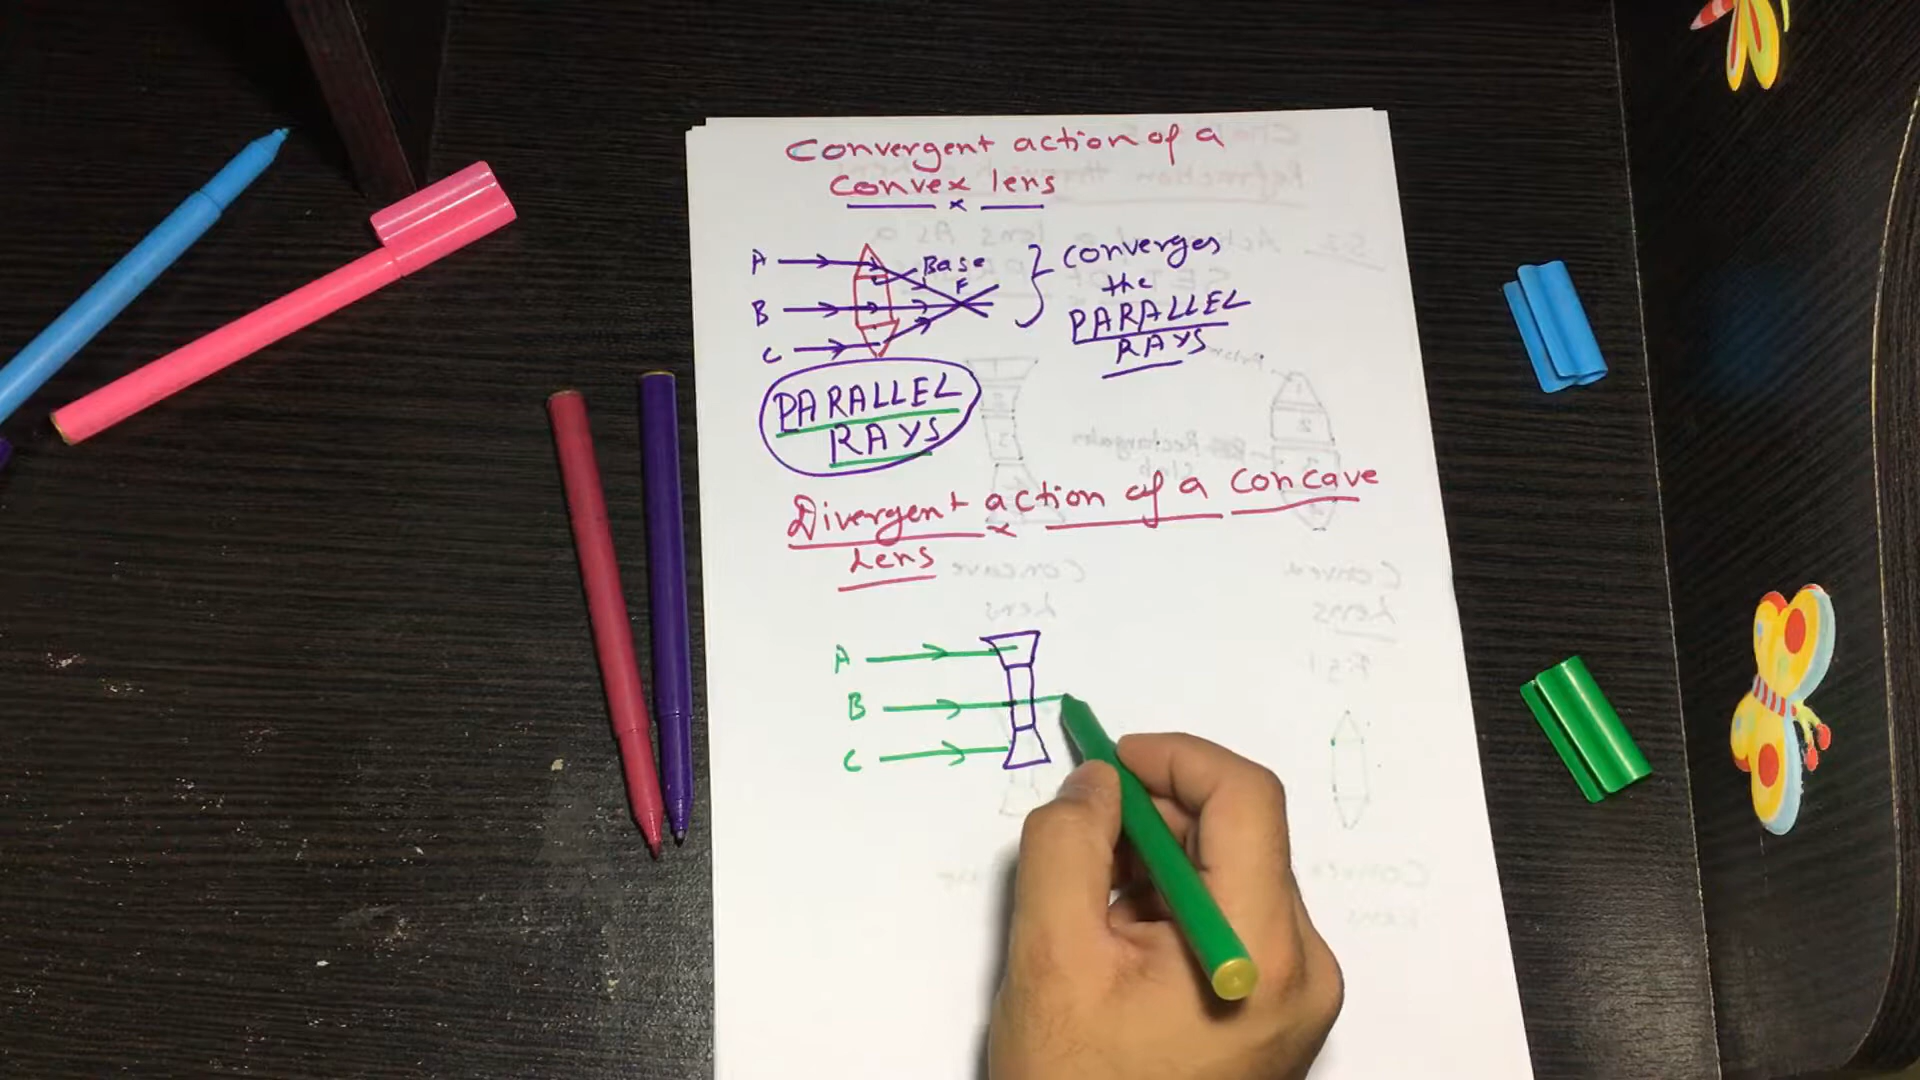 Convergent action of a
Convex lens
A
Base
F
B
C
Converges
the
PARALLEL
RAYS
PARALLEL
RAYS
Divergent action of a Concave
Lens
A
B
C